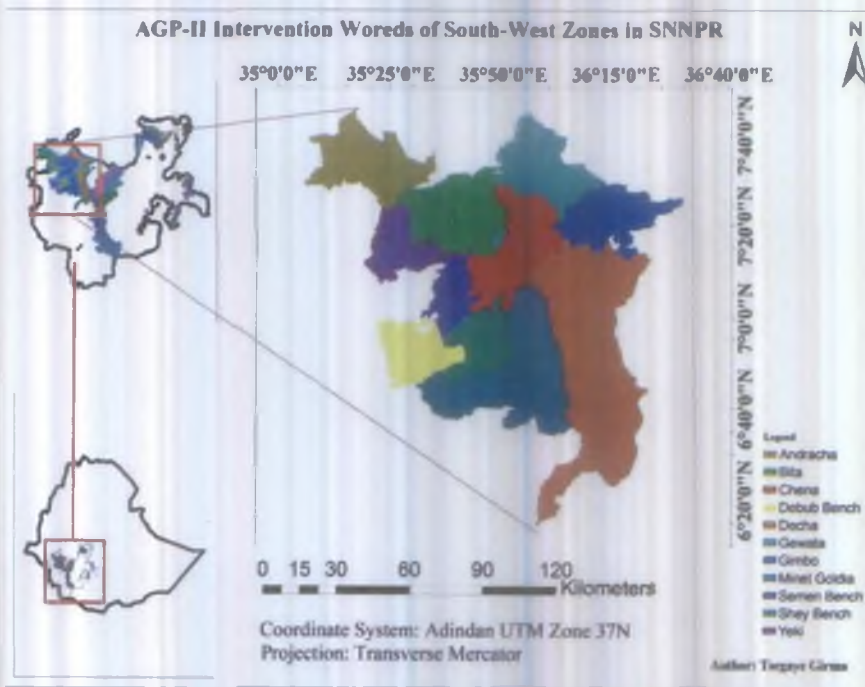 AGP-II Intervention Woreds of South-West Zones in SNNPR
N
35°0'0"E 35°25'0"E 35°50'0"E 36°15'0"E 36°40'0"E
7°40'0"N
7°20'0"N
7°0'0"N
6°40'0"N
6°20'0"N
Legend
Andracha
Bita
Chena
Debub Bench
Decha
Gewata
Gimbo
Minet Goldia
Semen Bench
Shey Bench
Yeki
0 15 30 60 90 120
Kilometers
Coordinate System: Adindan UTM Zone 37N
Projection: Transverse Mercator
Author: Girma